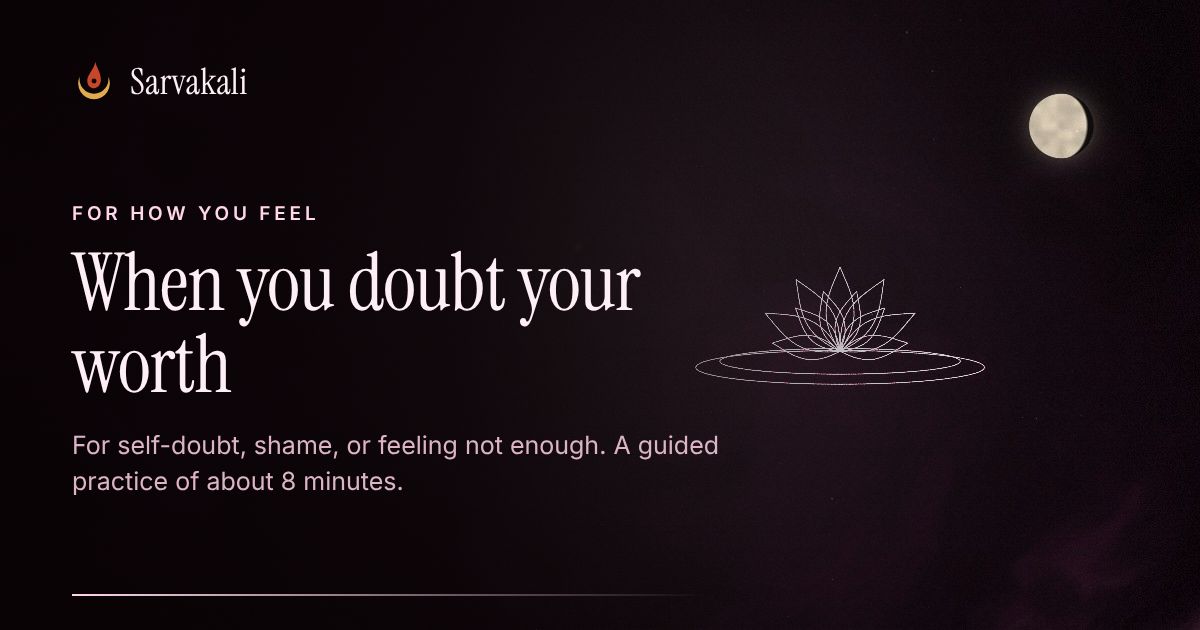 Sarvakali
FOR HOW YOU FEEL
When you doubt your
worth
For self-doubt, shame, or feeling not enough. A guided
practice of about 8 minutes.